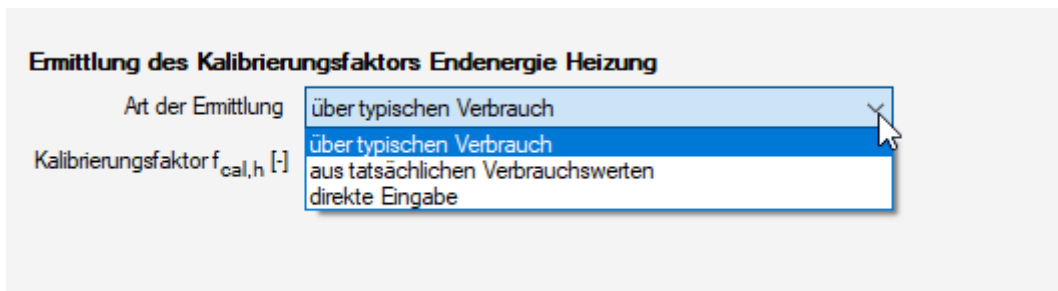 Ermittlung des Kalibrierungsfaktors Endenergie Heizung
Art der Ermittlung über typischen Verbrauch
über typischen Verbrauch
Kalibrierungsfaktor f cal,h [-]
aus tatsächlichen Verbrauchswerten
direkte Eingabe